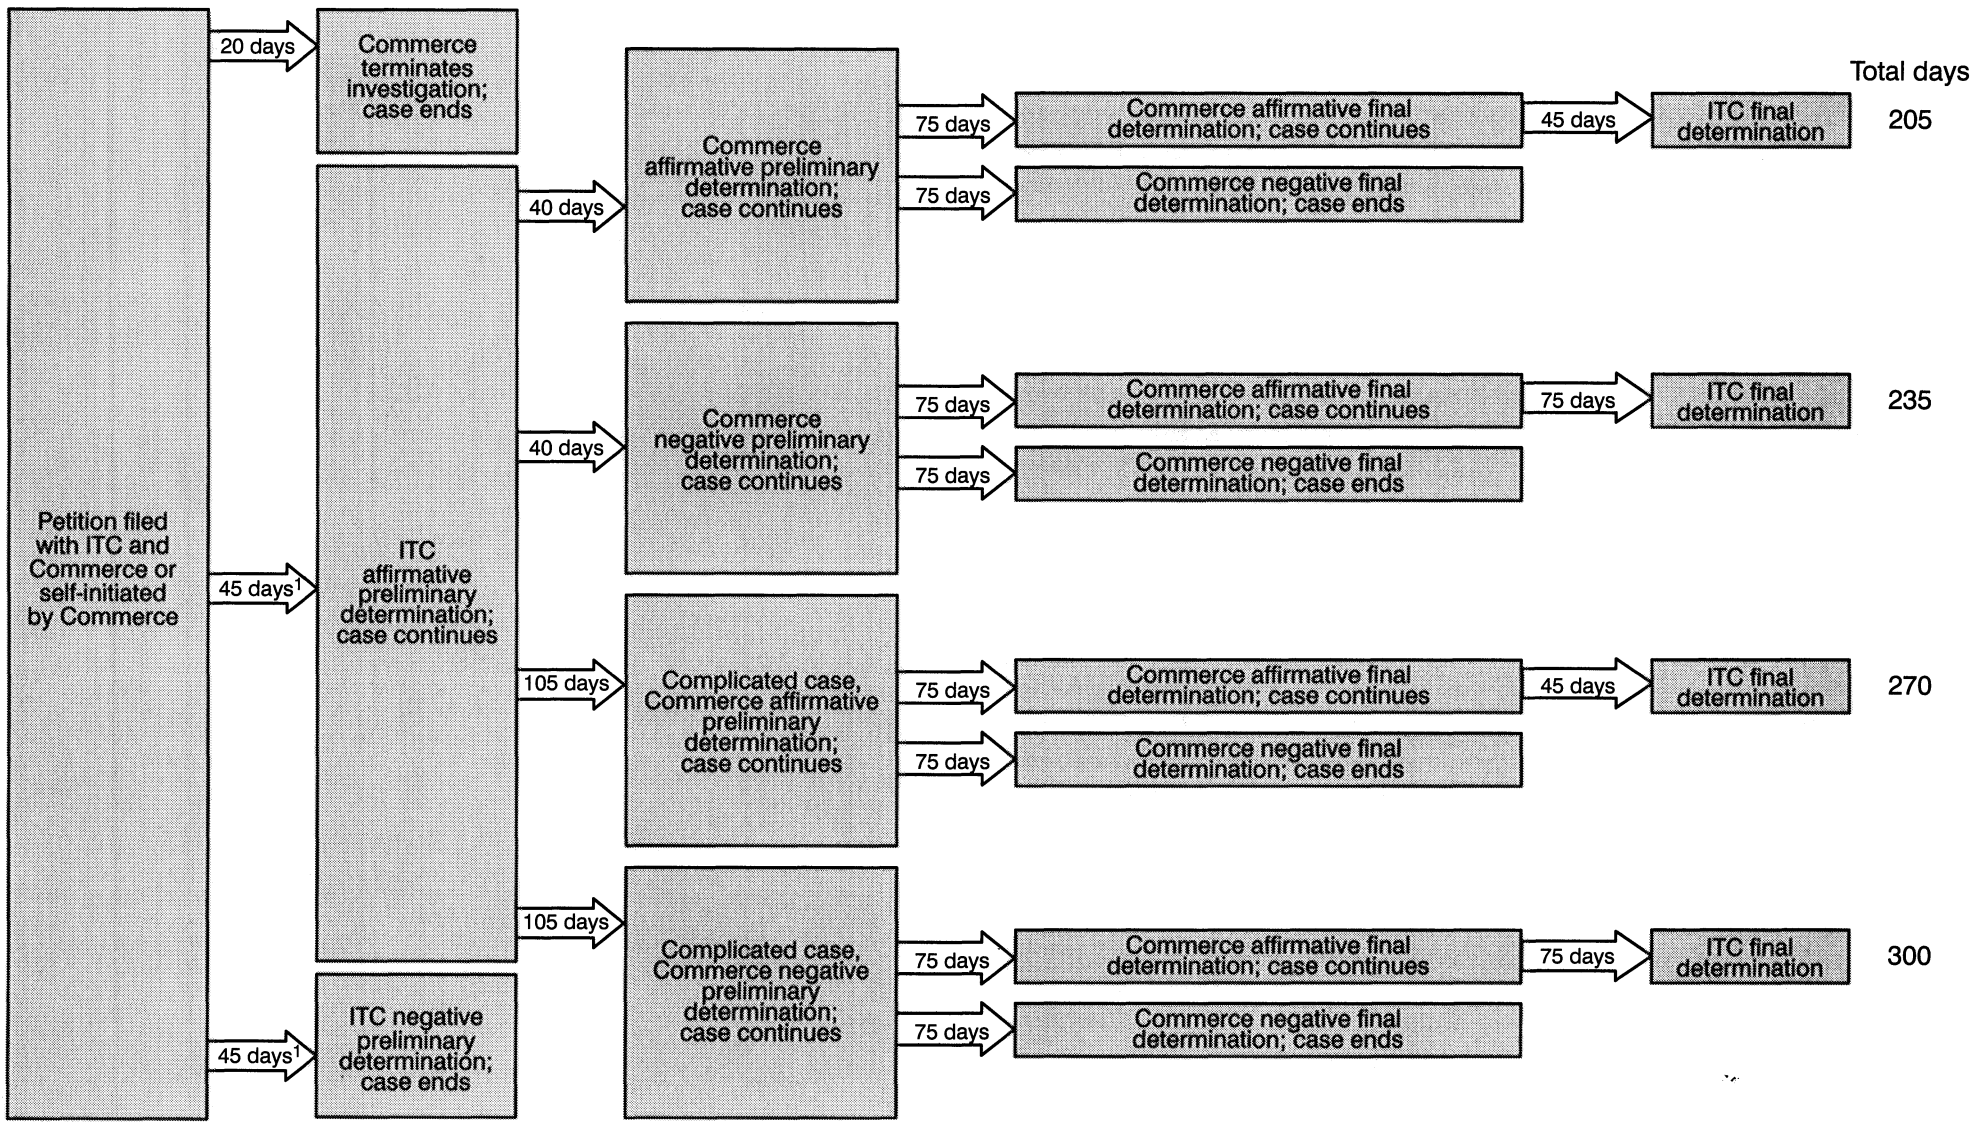 20 days
Commerce
terminates
investigation;
case ends
Total days
Commerce
affirmative preliminary
determination;
case continues
75 days
Commerce affirmative final
determination; case continues
45 days
ITC final
determination
205
75 days
Commerce negative final
determination; case ends
40 days
Petition filed
with ITC and
Commerce or
self-initiated
by Commerce
45 days¹
ITC
affirmative
preliminary
determination;
case continues
40 days
Commerce
negative preliminary
determination;
case continues
75 days
Commerce affirmative final
determination; case continues
75 days
ITC final
determination
235
75 days
Commerce negative final
determination; case ends
105 days
Complicated case,
Commerce affirmative
preliminary
determination;
case continues
75 days
Commerce affirmative final
determination; case continues
45 days
ITC final
determination
270
75 days
Commerce negative final
determination; case ends
105 days
Complicated case,
Commerce negative
preliminary
determination;
case continues
75 days
Commerce affirmative final
determination; case continues
75 days
ITC final
determination
300
75 days
Commerce negative final
determination; case ends
45 days¹
ITC negative
preliminary
determination;
case ends